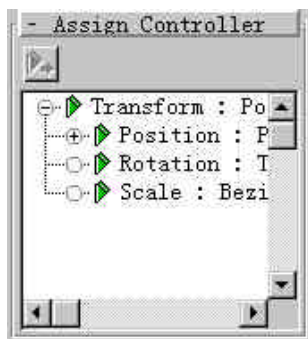 - Assign Controller
Transform : Po
Position : P
Rotation : T
Scale : Bezi